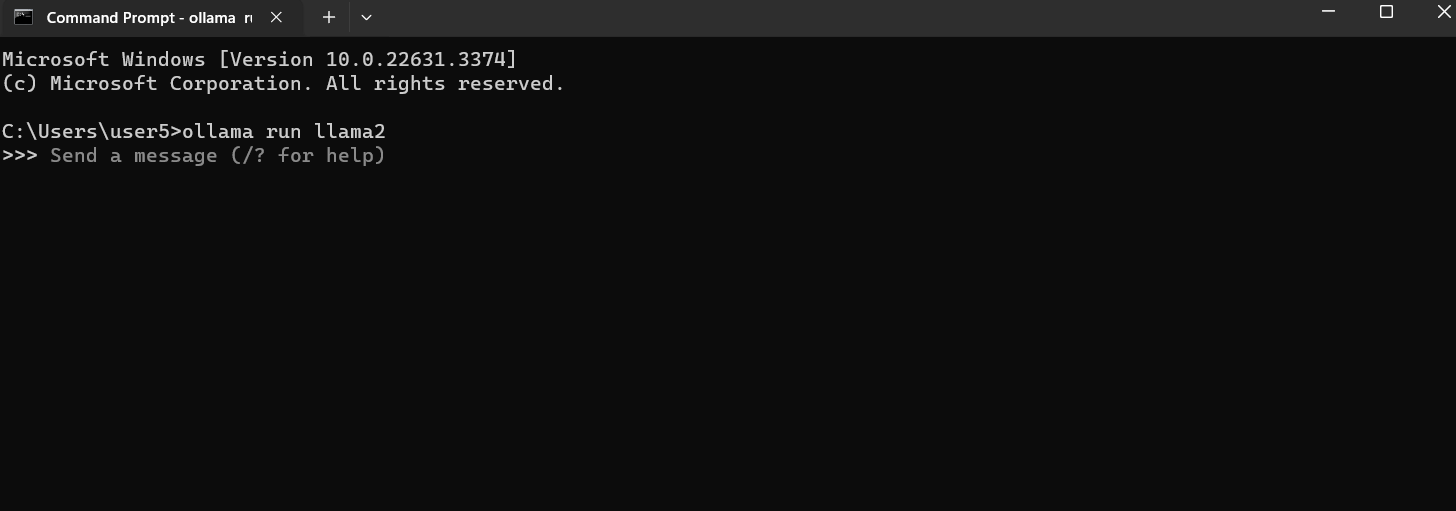 Command Prompt - ollama ru
Microsoft Windows [Version 10.0.22631.3374]
(c) Microsoft Corporation. All rights reserved.
C:\Users\user5>ollama run llama2
>>> Send a message (/? for help)